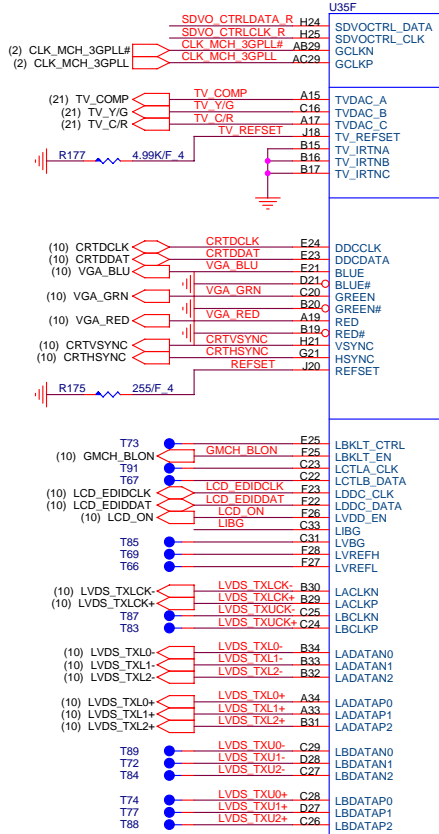 U35F
SDVO_CTRLDATA_R H24 SDVOCTRL_DATA
SDVO_CTRLCLK_R H25 SDVOCTRL_CLK
(2) CLK_MCH_3GPLL# CLK_MCH_3GPLL# AB29 GCLKN
(2) CLK_MCH_3GPLL CLK_MCH_3GPLL AC29 GCLKP
(21) TV_COMP TV_COMP A15 TVDAC_A
(21) TV_Y/G TV_Y/G C16 TVDAC_B
(21) TV_C/R TV_C/R A17 TVDAC_C
TV_REFSET J18 TV_REFSET
B15 TV_IRTNA
R177 4.99K/F_4 B16 TV_IRTNB
B17 TV_IRTNC
(10) CRTDCLK CRTDCLK E24 DDCCLK
(10) CRTDDAT CRTDDAT E23 DDCDATA
(10) VGA_BLU VGA_BLU E21 BLUE
D21 BLUE#
(10) VGA_GRN VGA_GRN C20 GREEN
B20 GREEN#
(10) VGA_RED VGA_RED A19 RED
B19 RED#
(10) CRTVSYNC CRTVSYNC H21 VSYNC
(10) CRTHSYNC CRTHSYNC G21 HSYNC
REFSET J20 REFSET
R175 255/F_4
T73 E25 LBKLT_CTRL
(10) GMCH_BLON GMCH_BLON F25 LBKLT_EN
T91 C23 LCTLA_CLK
T67 C22 LCTLB_DATA
(10) LCD_EDIDCLK LCD_EDIDCLK F23 LDDC_CLK
(10) LCD_EDIDDAT LCD_EDIDDAT F22 LDDC_DATA
(10) LCD_ON LCD_ON F26 LVDD_EN
LIBG C33 LIBG
T85 C31 LVBG
T69 F28 LVREFH
T66 F27 LVREFL
(10) LVDS_TXLCK- LVDS_TXLCK- B30 LACLKN
(10) LVDS_TXLCK+ LVDS_TXLCK+ B29 LACLKP
T87 LVDS_TXUCK- C25 LBCLKN
T83 LVDS_TXUCK+ C24 LBCLKP
(10) LVDS_TXL0- LVDS_TXL0- B34 LADATAN0
(10) LVDS_TXL1- LVDS_TXL1- B33 LADATAN1
(10) LVDS_TXL2- LVDS_TXL2- B32 LADATAN2
(10) LVDS_TXL0+ LVDS_TXL0+ A34 LADATAP0
(10) LVDS_TXL1+ LVDS_TXL1+ A33 LADATAP1
(10) LVDS_TXL2+ LVDS_TXL2+ B31 LADATAP2
T89 LVDS_TXU0- C29 LBDATAN0
T72 LVDS_TXU1- D28 LBDATAN1
T84 LVDS_TXU2- C27 LBDATAN2
T74 LVDS_TXU0+ C28 LBDATAP0
T77 LVDS_TXU1+ D27 LBDATAP1
T88 LVDS_TXU2+ C26 LBDATAP2